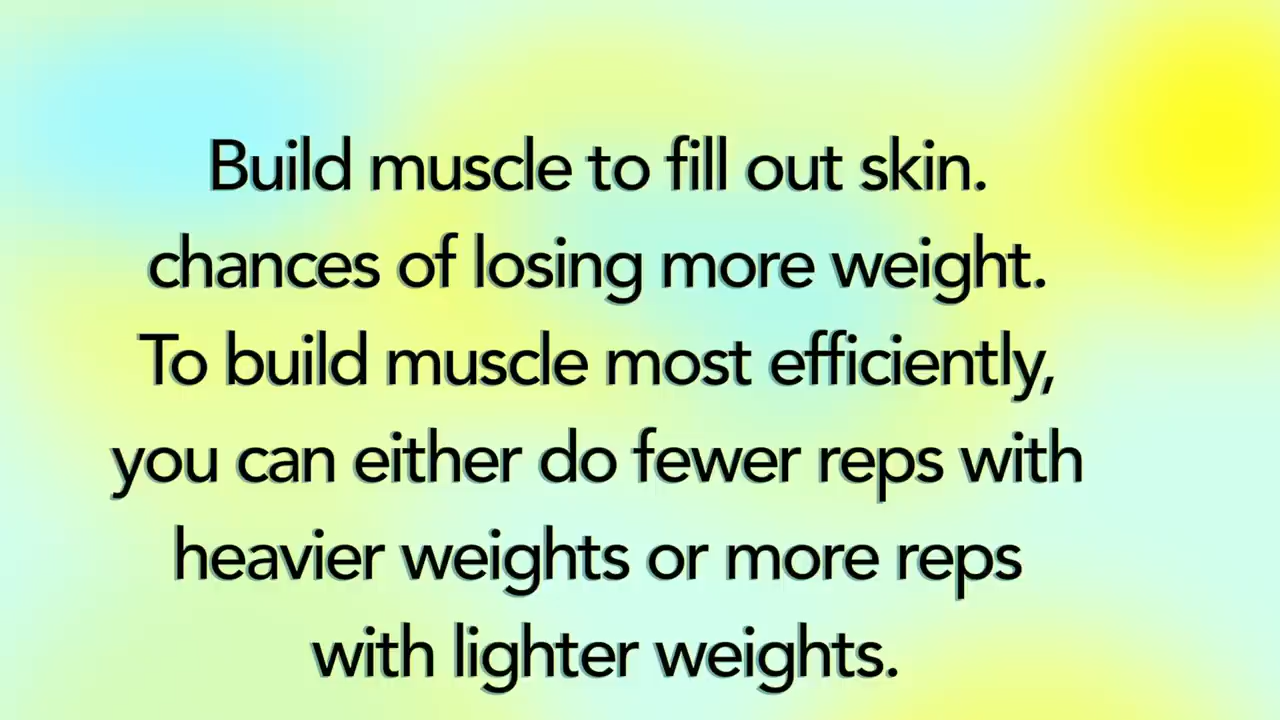 Build muscle to fill out skin.
chances of losing more weight.
To build muscle most efficiently,
you can either do fewer reps with
heavier weights or more reps
with lighter weights.